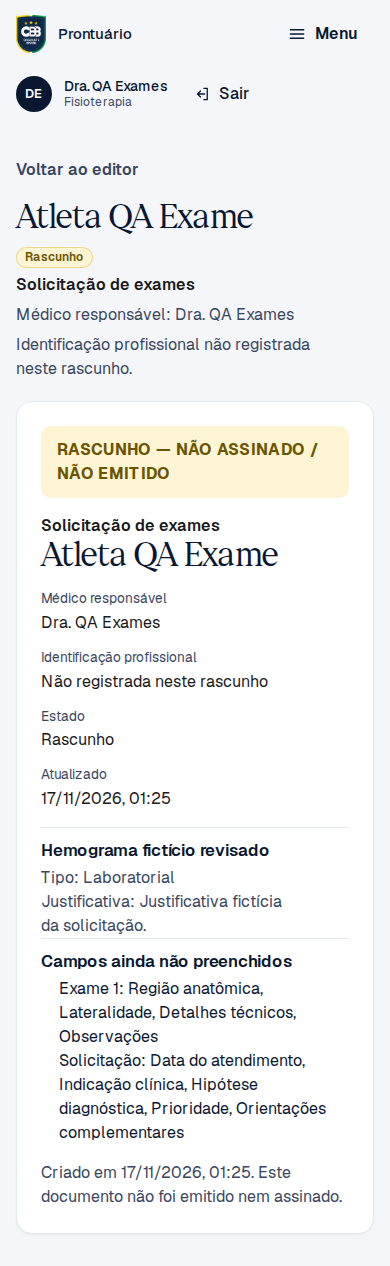 CBB
Prontuário
Menu
DE
Dra. QA Exames
Fisioterapia
Sair
Voltar ao editor
Atleta QA Exame
Rascunho
Solicitação de exames
Médico responsável: Dra. QA Exames
Identificação profissional não registrada
neste rascunho.
RASCUNHO — NÃO ASSINADO /
NÃO EMITIDO
Solicitação de exames
Atleta QA Exame
Médico responsável
Dra. QA Exames
Identificação profissional
Não registrada neste rascunho
Estado
Rascunho
Atualizado
17/11/2026, 01:25
Hemograma fictício revisado
Tipo: Laboratorial
Justificativa: Justificativa fictícia
da solicitação.
Campos ainda não preenchidos
Exame 1: Região anatômica,
Lateralidade, Detalhes técnicos,
Observações
Solicitação: Data do atendimento,
Indicação clínica, Hipótese
diagnóstica, Prioridade, Orientações
complementares
Criado em 17/11/2026, 01:25. Este
documento não foi emitido nem assinado.